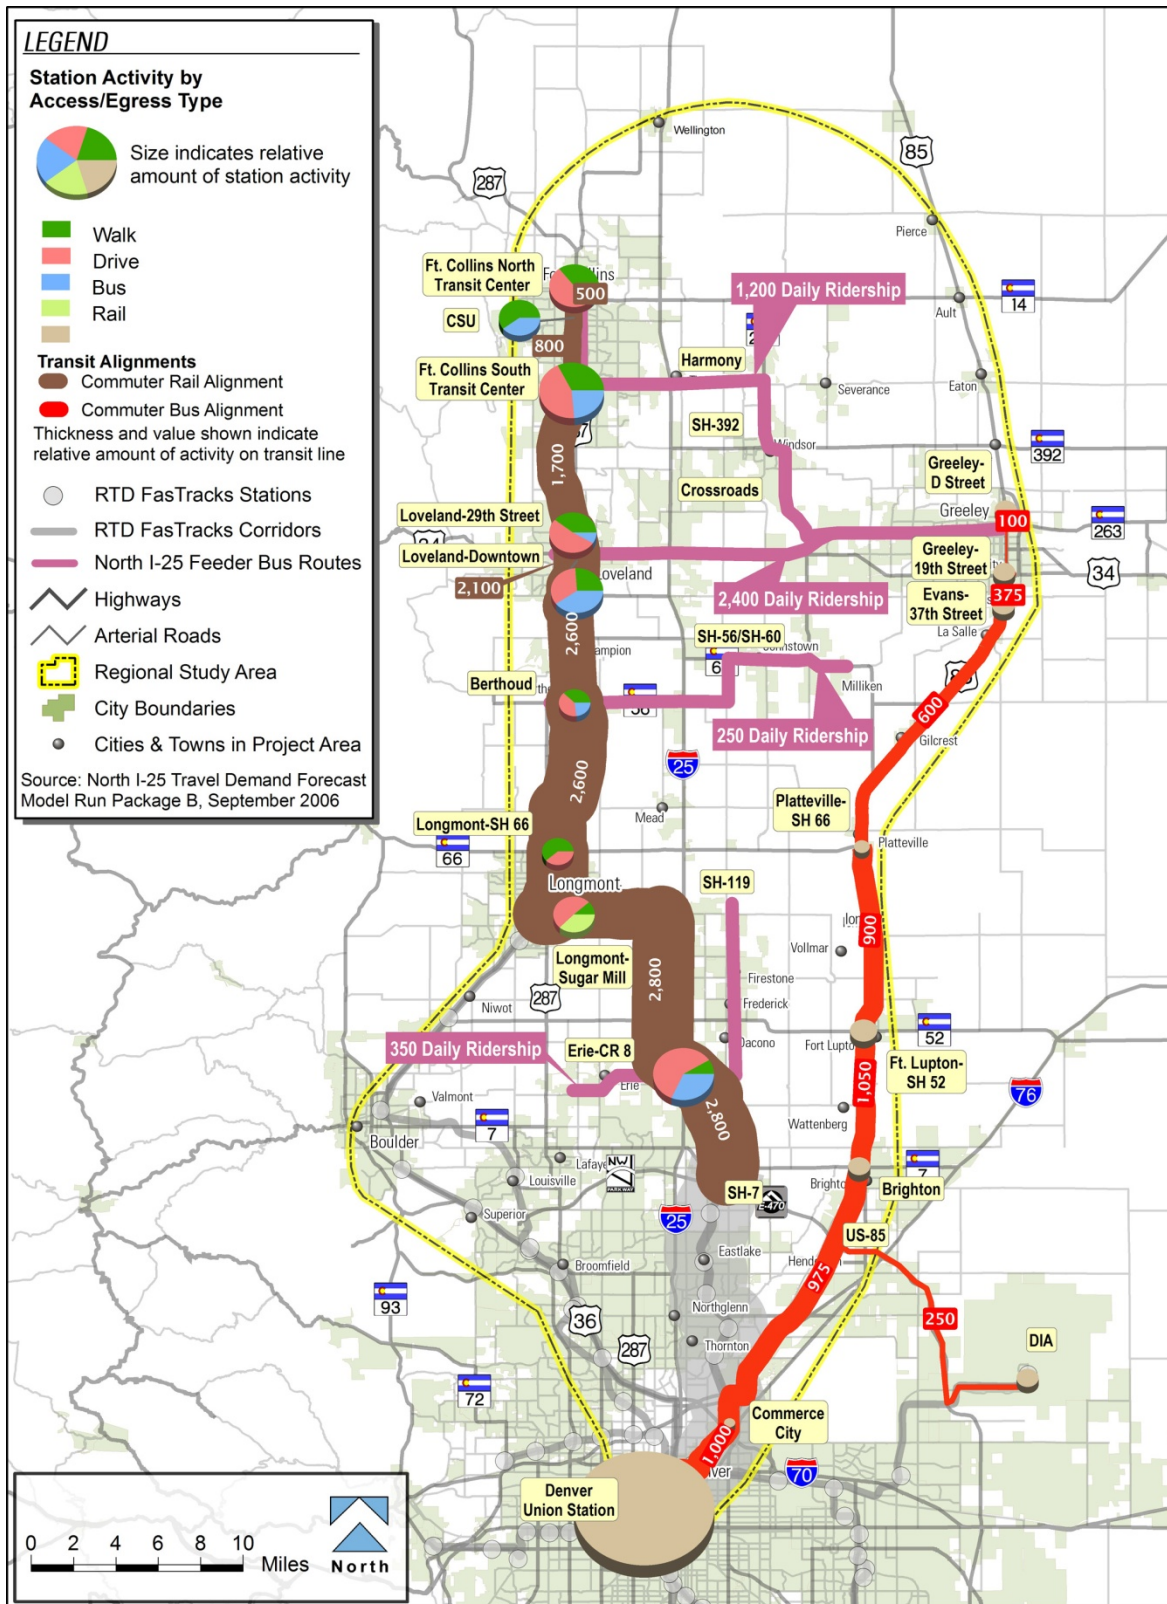 LEGEND
Station Activity by
Access/Egress Type
Size indicates relative
amount of station activity
Walk
Drive
Bus
Rail
Transit Alignments
Commuter Rail Alignment
Commuter Bus Alignment
Thickness and value shown indicate
relative amount of activity on transit line
RTD FasTracks Stations
RTD FasTracks Corridors
North I-25 Feeder Bus Routes
Highways
Arterial Roads
Regional Study Area
City Boundaries
Cities & Towns in Project Area
Source: North I-25 Travel Demand Forecast
Model Run Package B, September 2006
Wellington
85
287
Pierce
Ft. Collins North
Transit Center
500
1,200 Daily Ridership
14
Ault
CSU
800
Harmony
Ft. Collins South
Transit Center
Severance
Eaton
SH-392
Windsor
392
1,700
Greeley-
D Street
Crossroads
Greeley
Loveland-29th Street
100
263
Loveland-Downtown
Loveland
Greeley-
19th Street
34
2,100
2,400 Daily Ridership
Evans-
37th Street
375
La Salle
2,600
SH-56/SH-60
Milliken
Berthoud
56
600
250 Daily Ridership
Gilcrest
25
2,600
Mead
Platteville-
SH 66
Longmont-SH 66
66
Platteville
Longmont
SH-119
900
Vollmar
Longmont-
Sugar Mill
2,800
Firestone
Niwot
287
Frederick
350 Daily Ridership
Erie-CR 8
Dacono
Fort Lupto
52
Erie
Ft. Lupton-
SH 52
1,050
76
Valmont
2,800
Wattenberg
7
Boulder
Lafaye
NW
PARKWAY
Louisville
SH-7
E-470
Brighto
7
Brighton
Superior
25
US-85
Eastlake
Broomfield
975
93
250
DIA
36
Northglenn
287
Thornton
72
Commerce
City
1,000
70
Denver
Union Station
0 2 4 6 8 10
Miles
North